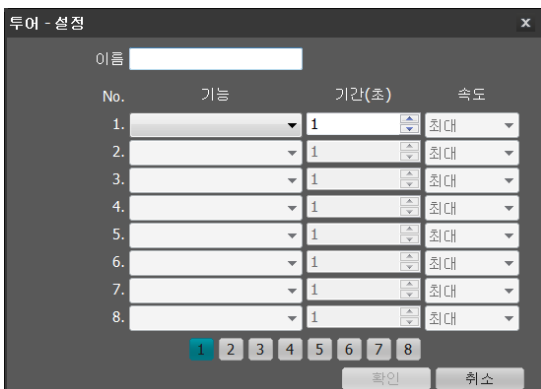 투어 - 설정 x
이름
No. 기능 기간(초) 속도
1. 1 최대
2. 1 최대
3. 1 최대
4. 1 최대
5. 1 최대
6. 1 최대
7. 1 최대
8. 1 최대
1 2 3 4 5 6 7 8
확인 취소